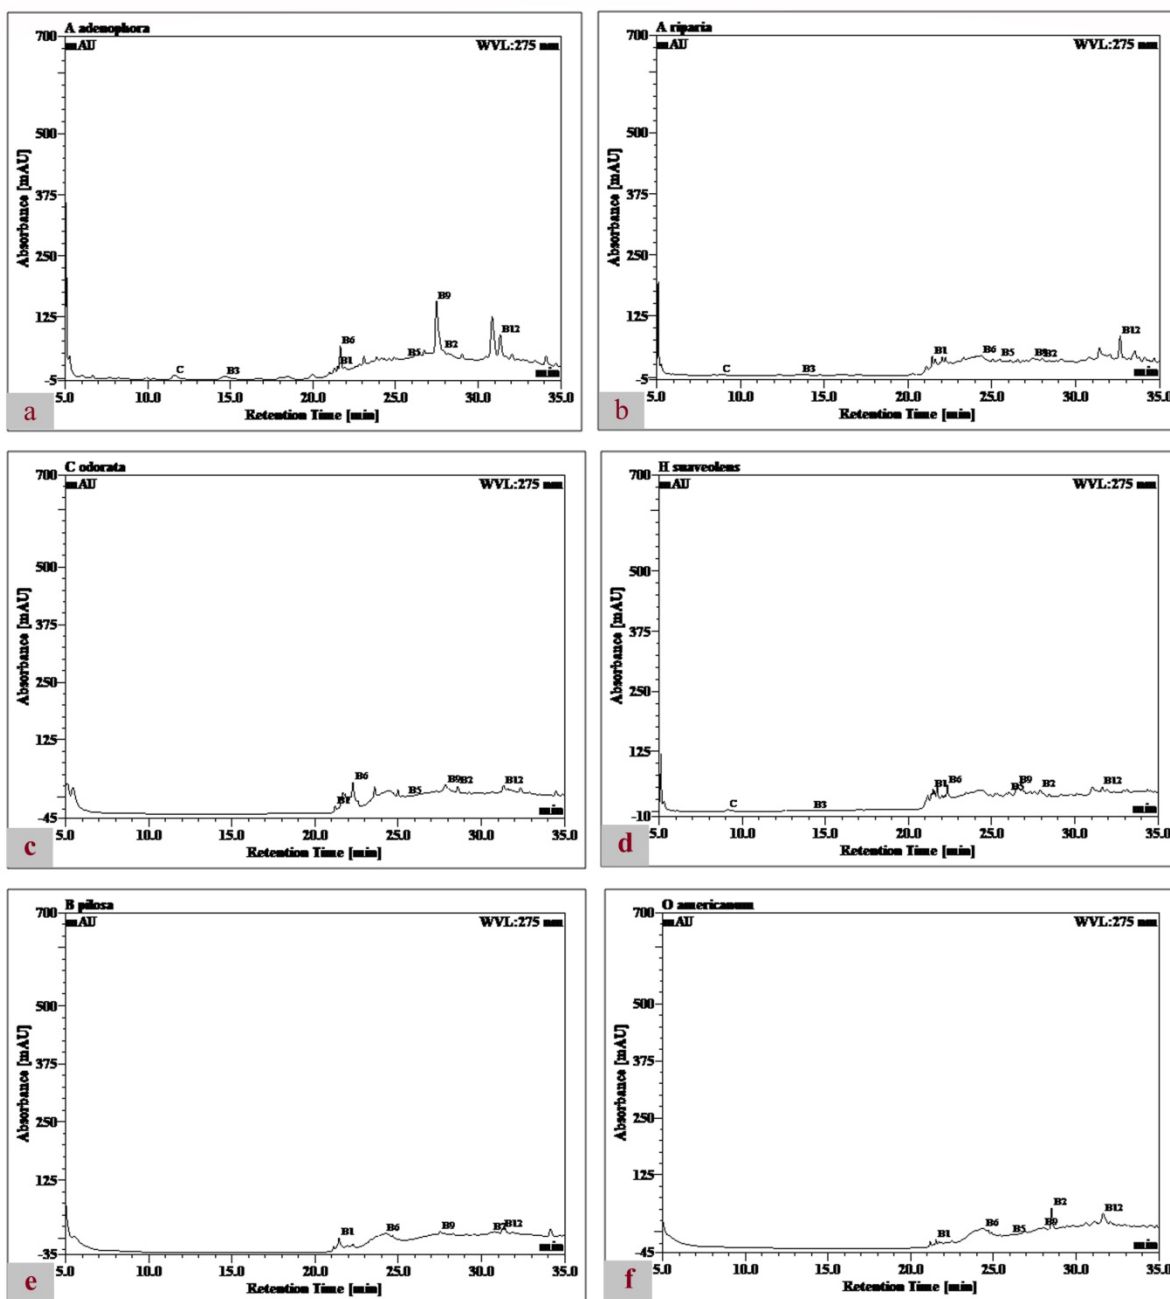 A adenophora
700
mAU
WVL:275 nm
500
375
250
125
-5
Absorbance [mAU]
C
B3
B6
B1
B5
B9
B2
B12
min
5.0 10.0 15.0 20.0 25.0 30.0 35.0
Retention Time [min]
a
A riparia
700
mAU
WVL:275 nm
500
375
250
125
-5
Absorbance [mAU]
C
B3
B1
B6
B5
B9
B2
B12
min
5.0 10.0 15.0 20.0 25.0 30.0 35.0
Retention Time [min]
b
C odorata
700
mAU
WVL:275 nm
500
375
250
125
-45
Absorbance [mAU]
B1
B6
B5
B9
B2
B12
min
5.0 10.0 15.0 20.0 25.0 30.0 35.0
Retention Time [min]
c
H suaveolens
700
mAU
WVL:275 nm
500
375
250
125
-10
Absorbance [mAU]
C
B3
B1
B6
B5
B9
B2
B12
min
5.0 10.0 15.0 20.0 25.0 30.0 35.0
Retention Time [min]
d
B pilosa
700
mAU
WVL:275 nm
500
375
250
125
-35
Absorbance [mAU]
B1
B6
B9
B2
B12
min
5.0 10.0 15.0 20.0 25.0 30.0 35.0
Retention Time [min]
e
O americanum
700
mAU
WVL:275 nm
500
375
250
125
-45
Absorbance [mAU]
B1
B6
B5
B9
B2
B12
min
5.0 10.0 15.0 20.0 25.0 30.0 35.0
Retention Time [min]
f